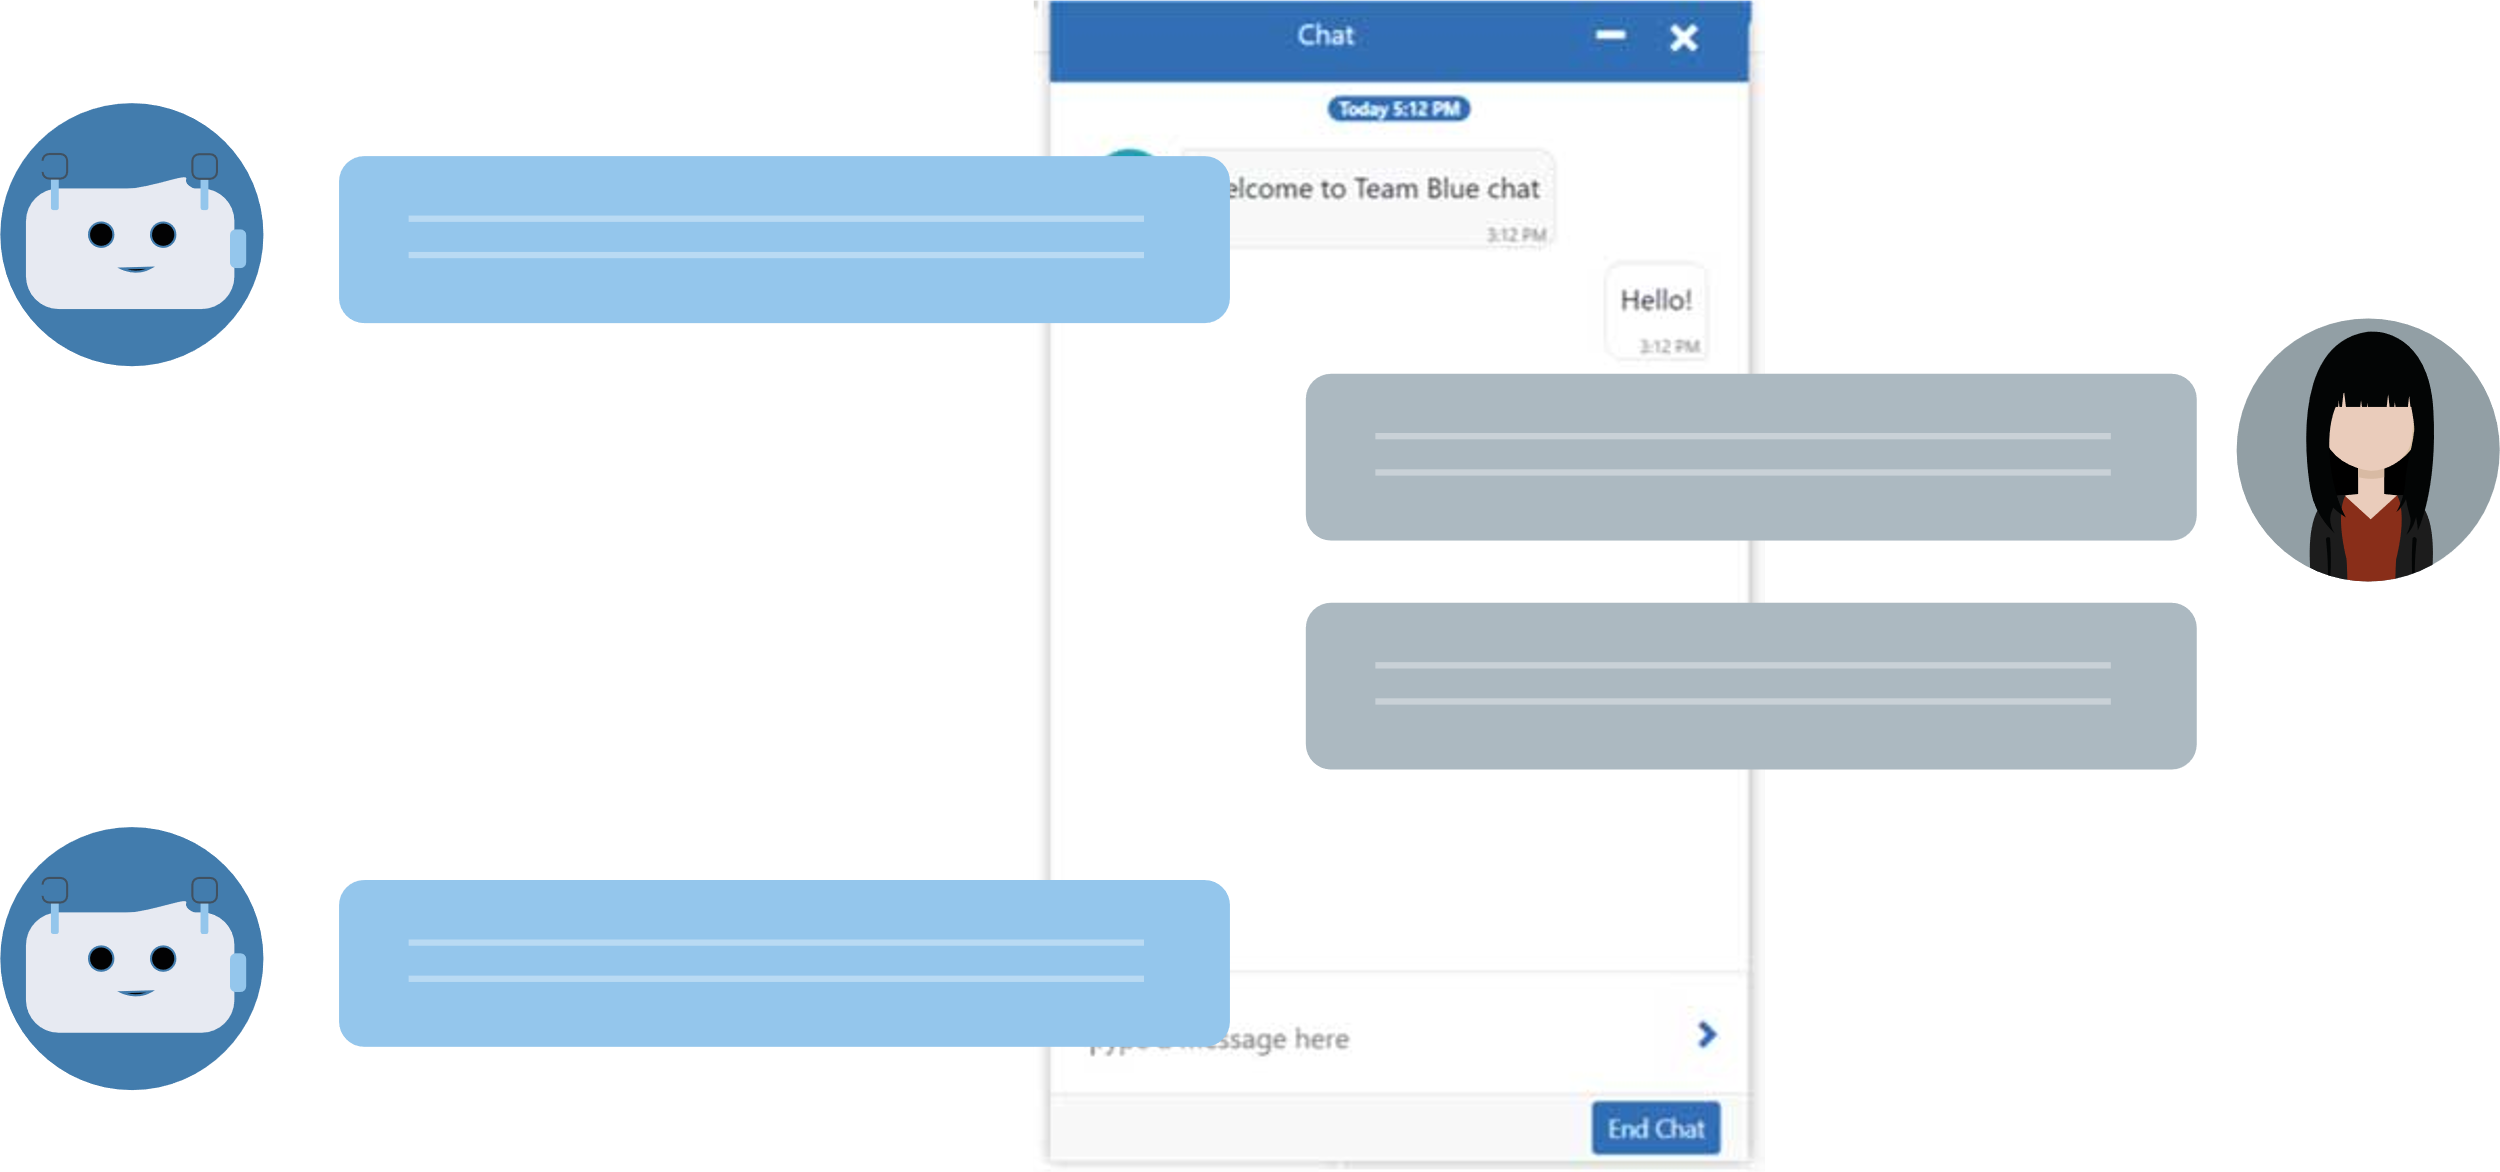 Chat
Today 5:12 PM
elcome to Team Blue chat
3:12 PM
Hello!
3:12 PM
ssage here
End Chat